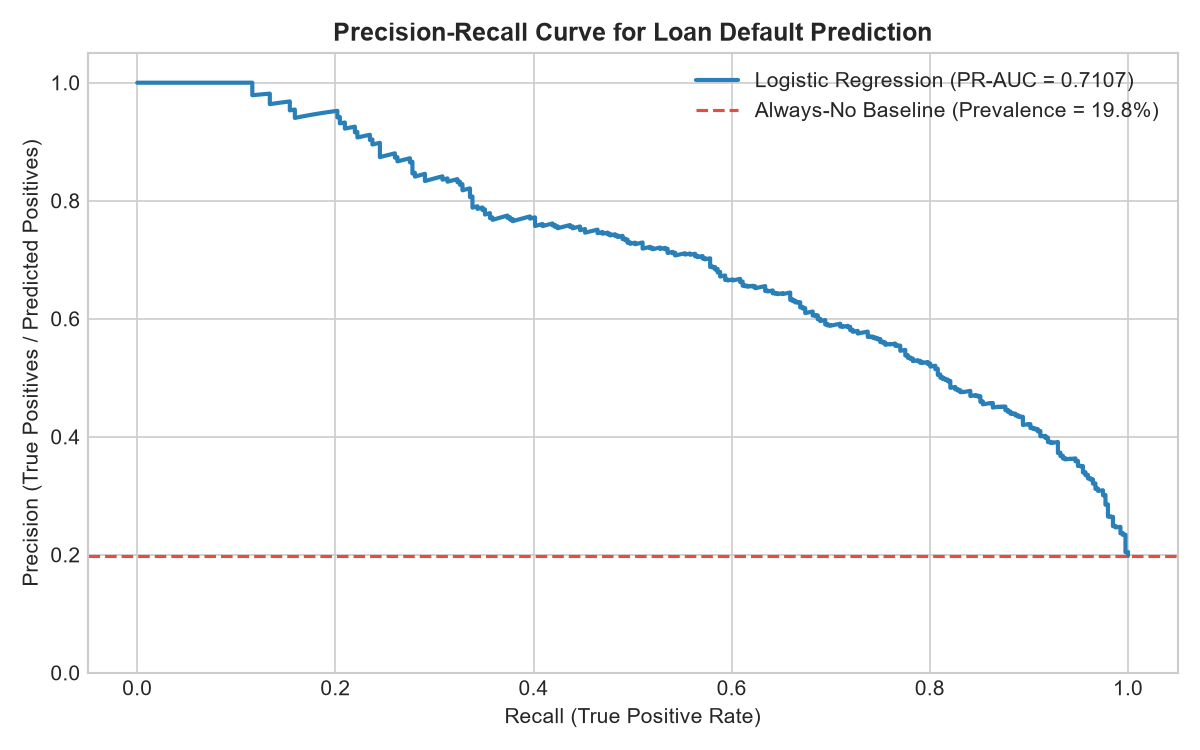 Precision-Recall Curve for Loan Default Prediction
Logistic Regression (PR-AUC = 0.7107)
Always-No Baseline (Prevalence = 19.8%)
Precision (True Positives / Predicted Positives)
1.0
0.8
0.6
0.4
0.2
0.0
0.0 0.2 0.4 0.6 0.8 1.0
Recall (True Positive Rate)